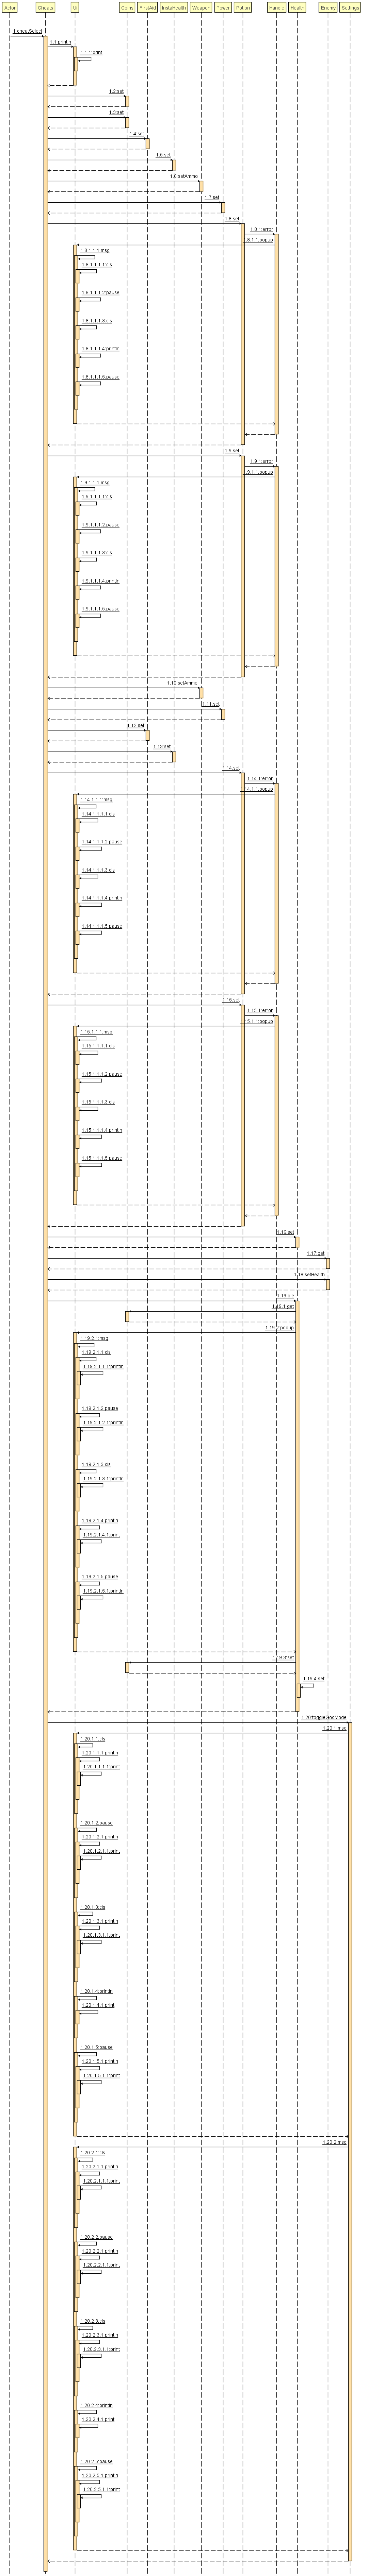 Actor
Cheats
UI
Coins
FirstAid
InstaHealth
Weapon
Power
Potion
Handle
Health
Enemy
Settings
1:cheatSelect
1.1:println
1.1.1:print
1.2:set
1.3:set
1.4:set
1.5:set
1.6:setAmmo
1.7:set
1.8:set
1.8.1:error
1.8.1.1:popup
1.8.1.1.1:msg
1.8.1.1.1.1:cls
1.8.1.1.1.2:pause
1.8.1.1.1.3:cls
1.8.1.1.1.4:println
1.8.1.1.1.5:pause
1.9:set
1.9.1:error
1.9.1.1:popup
1.9.1.1.1:msg
1.9.1.1.1.1:cls
1.9.1.1.1.2:pause
1.9.1.1.1.3:cls
1.9.1.1.1.4:println
1.9.1.1.1.5:pause
1.10:setAmmo
1.11:set
1.12:set
1.13:set
1.14:set
1.14.1:error
1.14.1.1:popup
1.14.1.1.1:msg
1.14.1.1.1.1:cls
1.14.1.1.1.2:pause
1.14.1.1.1.3:cls
1.14.1.1.1.4:println
1.14.1.1.1.5:pause
1.15:set
1.15.1:error
1.15.1.1:popup
1.15.1.1.1:msg
1.15.1.1.1.1:cls
1.15.1.1.1.2:pause
1.15.1.1.1.3:cls
1.15.1.1.1.4:println
1.15.1.1.1.5:pause
1.16:set
1.17:get
1.18:setHealth
1.19:die
1.19.1:get
1.19.2:popup
1.19.2.1:msg
1.19.2.1.1:cls
1.19.2.1.1.1:println
1.19.2.1.2:pause
1.19.2.1.2.1:println
1.19.2.1.3:cls
1.19.2.1.3.1:println
1.19.2.1.4:println
1.19.2.1.4.1:print
1.19.2.1.5:pause
1.19.2.1.5.1:println
1.19.3:set
1.19.4:set
1.20:toggleGodMode
1.20.1:msg
1.20.1.1:cls
1.20.1.1.1:println
1.20.1.1.1.1:print
1.20.1.2:pause
1.20.1.2.1:println
1.20.1.2.1.1:print
1.20.1.3:cls
1.20.1.3.1:println
1.20.1.3.1.1:print
1.20.1.4:println
1.20.1.4.1:print
1.20.1.5:pause
1.20.1.5.1:println
1.20.1.5.1.1:print
1.20.2:msg
1.20.2.1:cls
1.20.2.1.1:println
1.20.2.1.1.1:print
1.20.2.2:pause
1.20.2.2.1:println
1.20.2.2.1.1:print
1.20.2.3:cls
1.20.2.3.1:println
1.20.2.3.1.1:print
1.20.2.4:println
1.20.2.4.1:print
1.20.2.5:pause
1.20.2.5.1:println
1.20.2.5.1.1:print